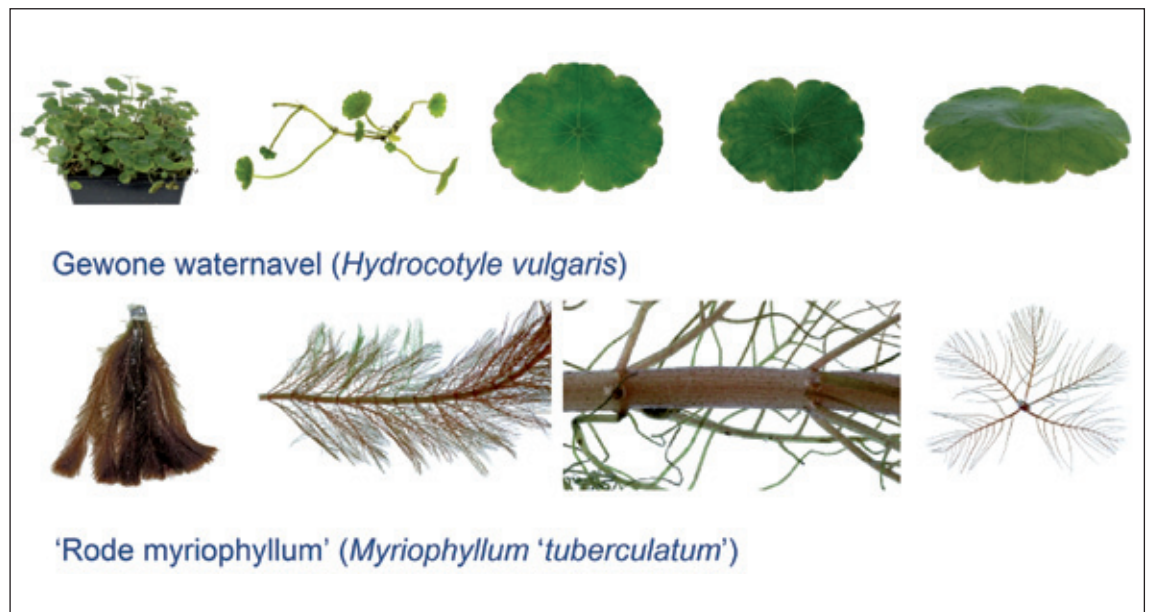 Gewone waternavel (Hydrocotyle vulgaris)
‘Rode myriophyllum’ (Myriophyllum ‘tuberculatum’)